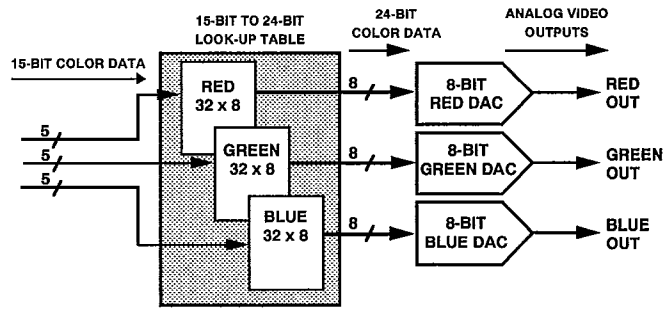 15-BIT TO 24-BIT
LOOK-UP TABLE
24-BIT
COLOR DATA
ANALOG VIDEO
OUTPUTS
15-BIT COLOR DATA
RED
32 x 8
8
8-BIT
RED DAC
RED
OUT
5
5
5
GREEN
32 x 8
8
8-BIT
GREEN DAC
GREEN
OUT
BLUE
32 x 8
8
8-BIT
BLUE DAC
BLUE
OUT